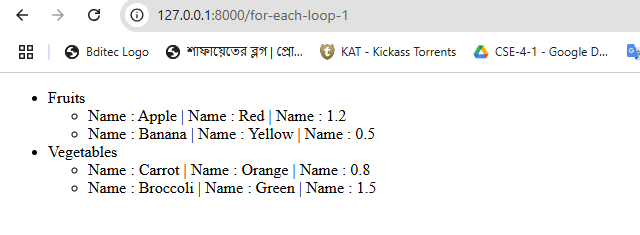 127.0.0.1:8000/for-each-loop-1
Bditec Logo শাফায়েতের ব্লগ | প্রো... KAT - Kickass Torrents CSE-4-1 - Google D...
Fruits
Name : Apple | Name : Red | Name : 1.2
Name : Banana | Name : Yellow | Name : 0.5
Vegetables
Name : Carrot | Name : Orange | Name : 0.8
Name : Broccoli | Name : Green | Name : 1.5